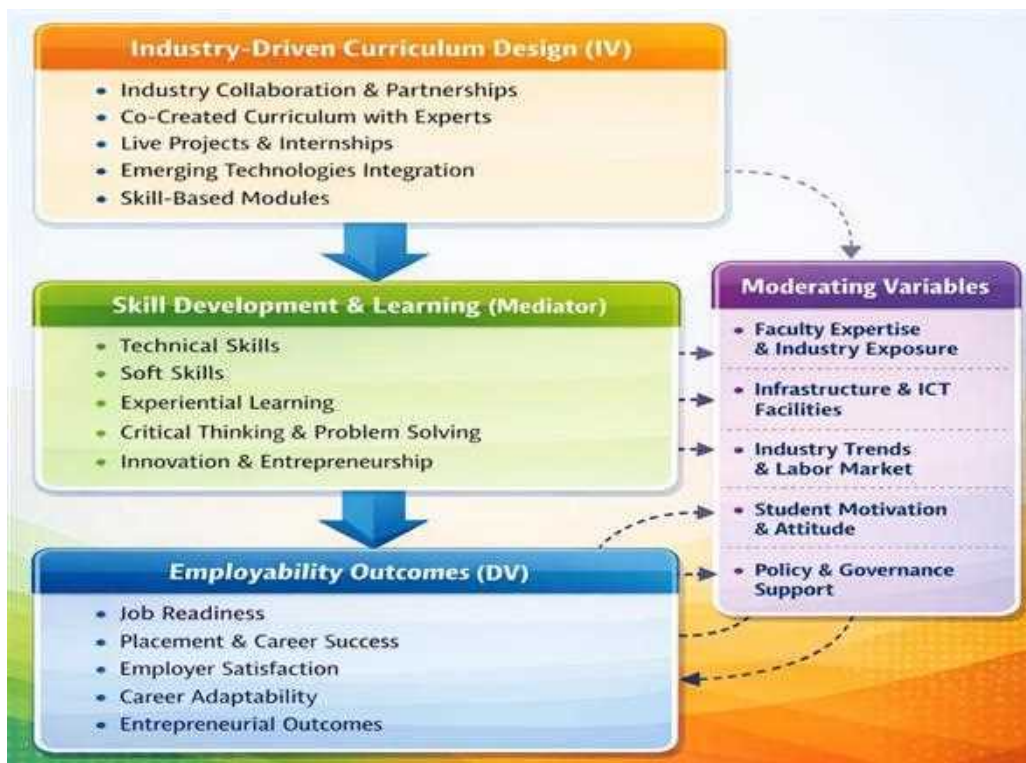 Industry-Driven Curriculum Design (IV)
• Industry Collaboration & Partnerships
• Co-Created Curriculum with Experts
• Live Projects & Internships
• Emerging Technologies Integration
• Skill-Based Modules
Skill Development & Learning (Mediator)
• Technical Skills
• Soft Skills
• Experiential Learning
• Critical Thinking & Problem Solving
• Innovation & Entrepreneurship
Employability Outcomes (DV)
• Job Readiness
• Placement & Career Success
• Employer Satisfaction
• Career Adaptability
• Entrepreneurial Outcomes
Moderating Variables
• Faculty Expertise
& Industry Exposure
• Infrastructure & ICT
Facilities
• Industry Trends
& Labor Market
• Student Motivation
& Attitude
• Policy & Governance
Support